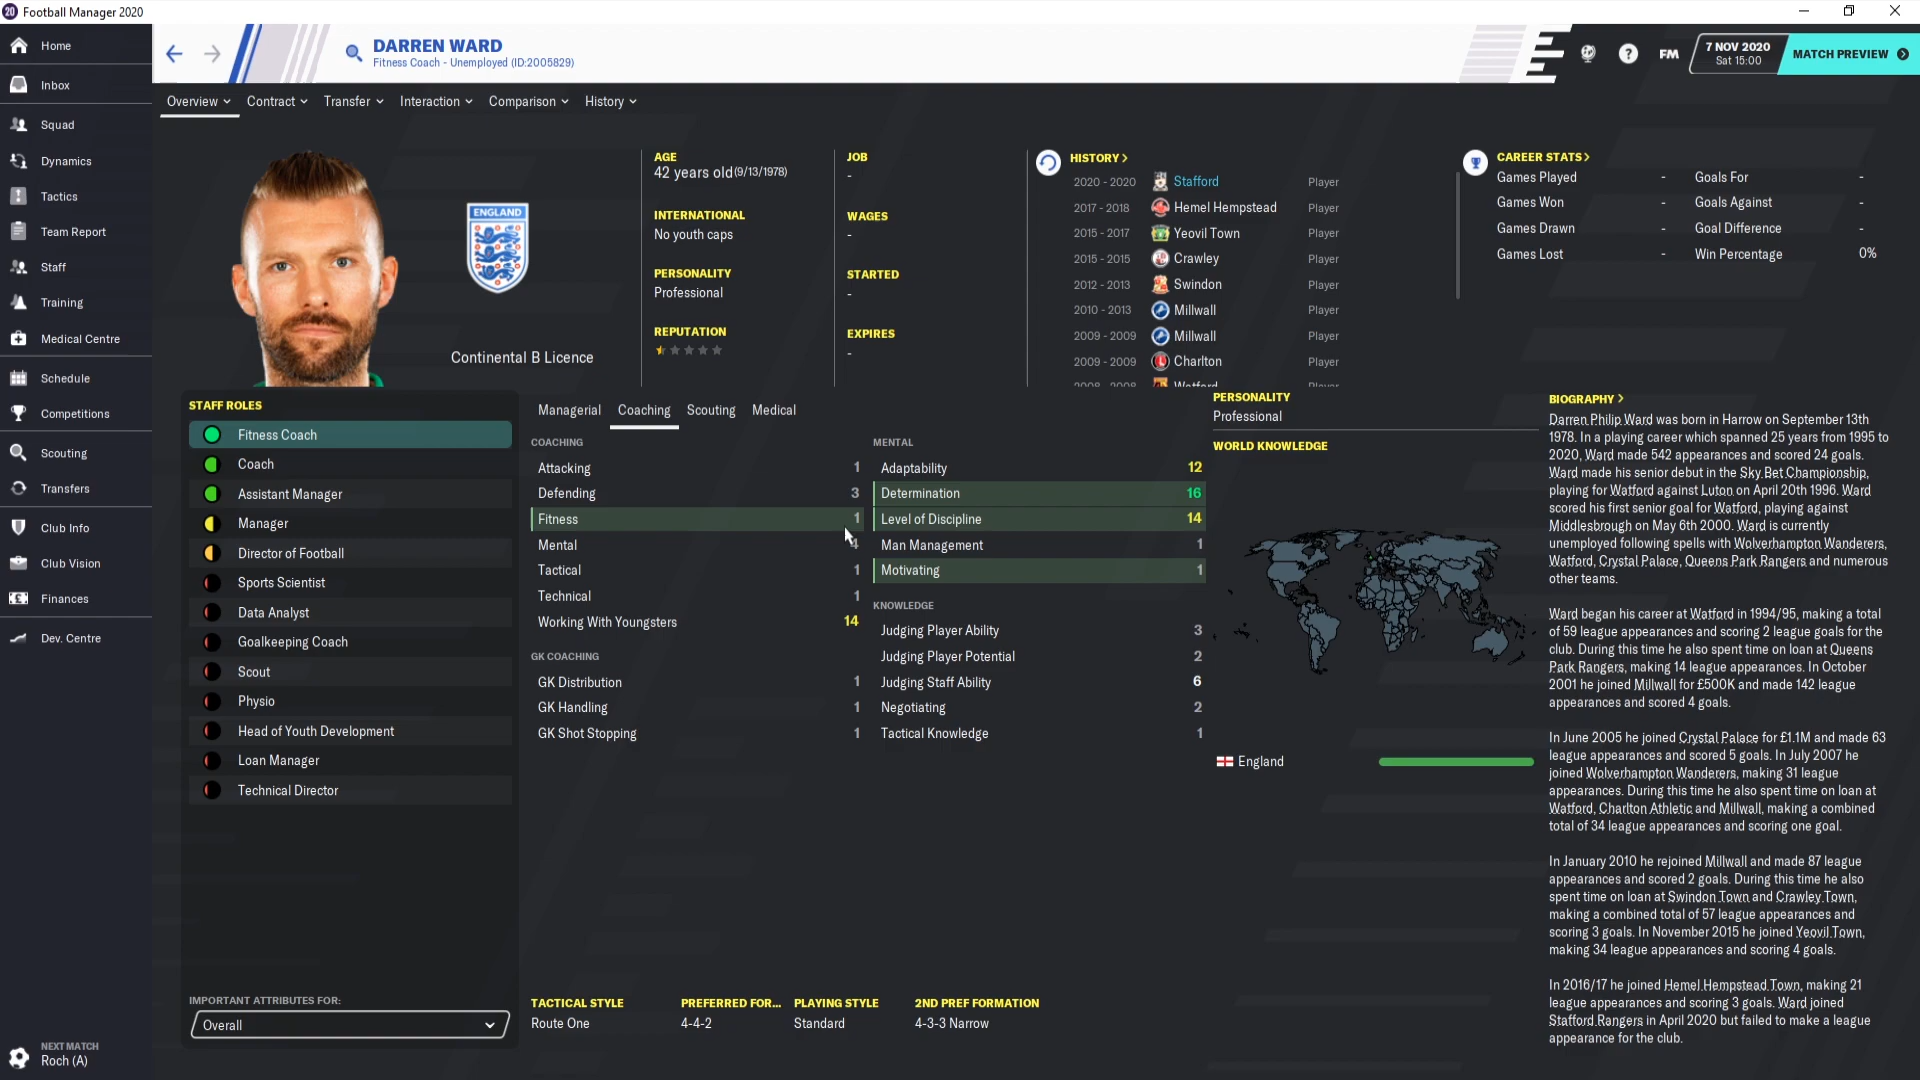 Football Manager 2020
Home
Inbox
Squad
Dynamics
Tactics
Team Report
Staff
Training
Medical Centre
Schedule
Competitions
Scouting
Transfers
Club Info
Club Vision
Finances
Dev. Centre
NEXT MATCH
Roch (A)
DARREN WARD
Fitness Coach - Unemployed (ID:2005829)
FM
7 NOV 2020
Sat 15:00
MATCH PREVIEW
Overview Contract Transfer Interaction Comparison History
ENGLAND
Continental B Licence
AGE
42 years old(9/13/1978)
INTERNATIONAL
No youth caps
PERSONALITY
Professional
REPUTATION
JOB
-
WAGES
-
STARTED
-
EXPIRES
-
HISTORY >
2020 - 2020 Stafford Player
2017 - 2018 Hemel Hempstead Player
2015 - 2017 Yeovil Town Player
2015 - 2015 Crawley Player
2012 - 2013 Swindon Player
2010 - 2013 Millwall Player
2009 - 2009 Millwall Player
2009 - 2009 Charlton Player
2008 - 2008 Watford Player
CAREER STATS >
Games Played - Goals For -
Games Won - Goals Against -
Games Drawn - Goal Difference -
Games Lost - Win Percentage 0%
STAFF ROLES
Fitness Coach
Coach
Assistant Manager
Manager
Director of Football
Sports Scientist
Data Analyst
Goalkeeping Coach
Scout
Physio
Head of Youth Development
Loan Manager
Technical Director
IMPORTANT ATTRIBUTES FOR:
Overall
Managerial Coaching Scouting Medical
COACHING
Attacking 1
Defending 3
Fitness 1
Mental 4
Tactical 1
Technical 1
Working With Youngsters 14
GK COACHING
GK Distribution 1
GK Handling 1
GK Shot Stopping 1
MENTAL
Adaptability 12
Determination 16
Level of Discipline 14
Man Management 1
Motivating 1
KNOWLEDGE
Judging Player Ability 3
Judging Player Potential 2
Judging Staff Ability 6
Negotiating 2
Tactical Knowledge 1
TACTICAL STYLE
Route One
PREFERRED FOR...
4-4-2
PLAYING STYLE
Standard
2ND PREF FORMATION
4-3-3 Narrow
PERSONALITY
Professional
WORLD KNOWLEDGE
England
BIOGRAPHY >
Darren Philip Ward was born in Harrow on September 13th
1978. In a playing career which spanned 25 years from 1995 to
2020, Ward made 542 appearances and scored 24 goals.
Ward made his senior debut in the Sky Bet Championship,
playing for Watford against Luton on April 20th 1996. Ward
scored his first senior goal for Watford, playing against
Middlesbrough on May 6th 2000. Ward is currently
unemployed following spells with Wolverhampton Wanderers,
Watford, Crystal Palace, Queens Park Rangers and numerous
other teams.
Ward began his career at Watford in 1994/95, making a total
of 59 league appearances and scoring 2 league goals for the
club. During this time he also spent time on loan at Queens
Park Rangers, making 14 league appearances. In October
2001 he joined Millwall for £500K and made 142 league
appearances and scored 4 goals.
In June 2005 he joined Crystal Palace for £1.1M and made 63
league appearances and scored 5 goals. In July 2007 he
joined Wolverhampton Wanderers, making 31 league
appearances. During this time he also spent time on loan at
Watford, Charlton Athletic and Millwall, making a combined
total of 34 league appearances and scoring one goal.
In January 2010 he rejoined Millwall and made 87 league
appearances and scored 2 goals. During this time he also
spent time on loan at Swindon Town and Crawley Town,
making a combined total of 57 league appearances and
scoring 3 goals. In November 2015 he joined Yeovil Town,
making 34 league appearances and scoring 4 goals.
In 2016/17 he joined Hemel Hempstead Town, making 21
league appearances and scoring 3 goals. Ward joined
Stafford Rangers in April 2020 but failed to make a league
appearance for the club.